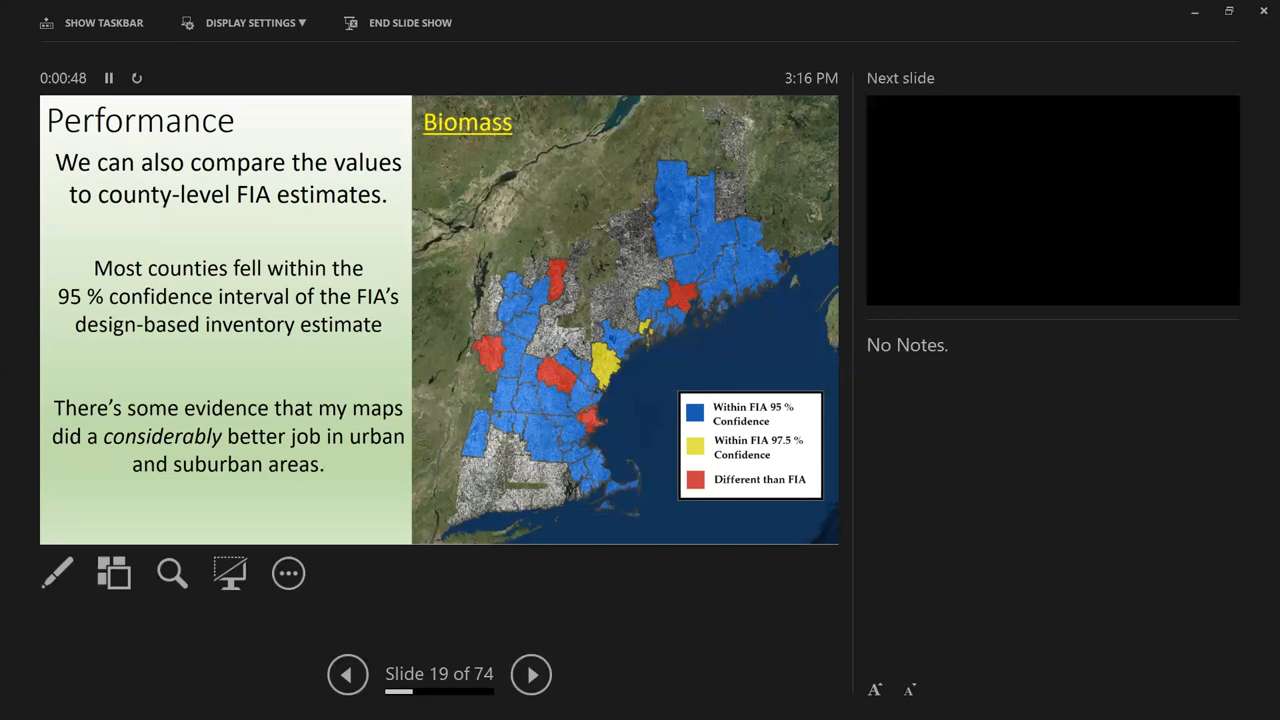 SHOW TASKBAR
DISPLAY SETTINGS ▼
END SLIDE SHOW
0:00:48
3:16 PM
Next slide
Performance
We can also compare the values
to county-level FIA estimates.
Most counties fell within the
95 % confidence interval of the FIA's
design-based inventory estimate
There's some evidence that my maps
did a considerably better job in urban
and suburban areas.
Biomass
Within FIA 95 %
Confidence
Within FIA 97.5 %
Confidence
Different than FIA
No Notes.
Slide 19 of 74
A A